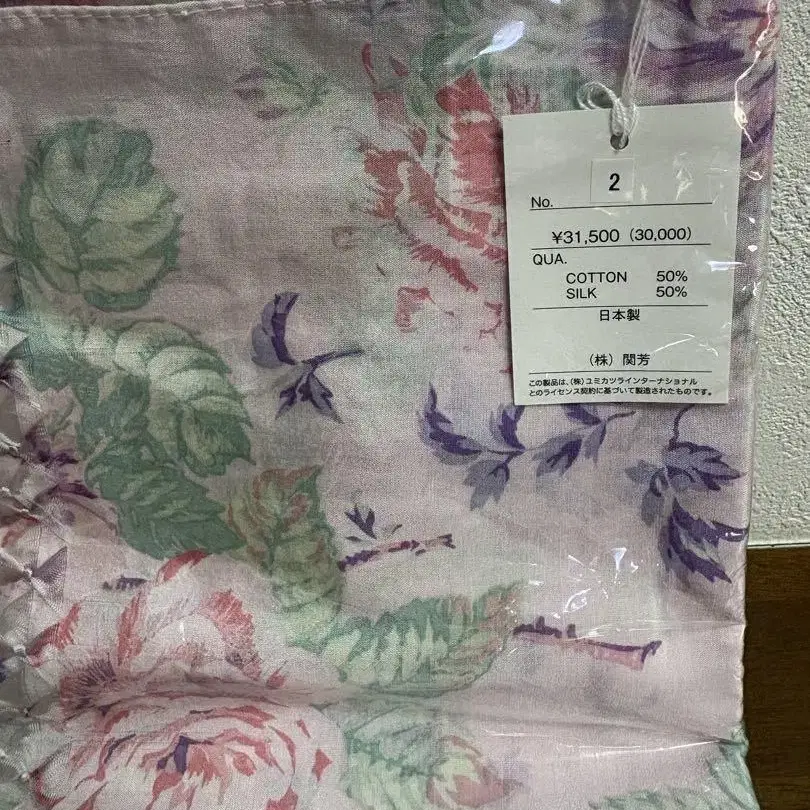 No. 2
¥31,500 (30,000)
QUA.
COTTON 50%
SILK 50%
日本製
(株) 関芳
この製品は、(株)ユミカツラインターナショナル
とのライセンス契約に基づいて製造されたものです。